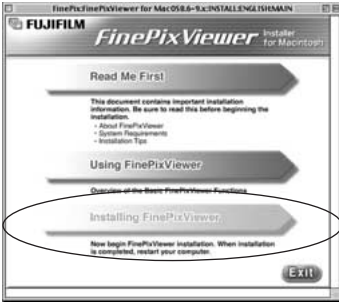 FinePix:FinePixViewer for MacOS8.6-9.x:INSTALL:ENGLISH:MAIN
FUJIFILM
FinePixViewer Installer
for Macintosh
Read Me First
This document contains important installation
information. Be sure to read this before beginning the
installation.
- About FinePixViewer
- System Requirements
- Installation Tips
Using FinePixViewer
Overview of the Basic FinePixViewer Functions
Installing FinePixViewer
Now begin FinePixViewer installation. When installation
is completed, restart your computer.
Exit